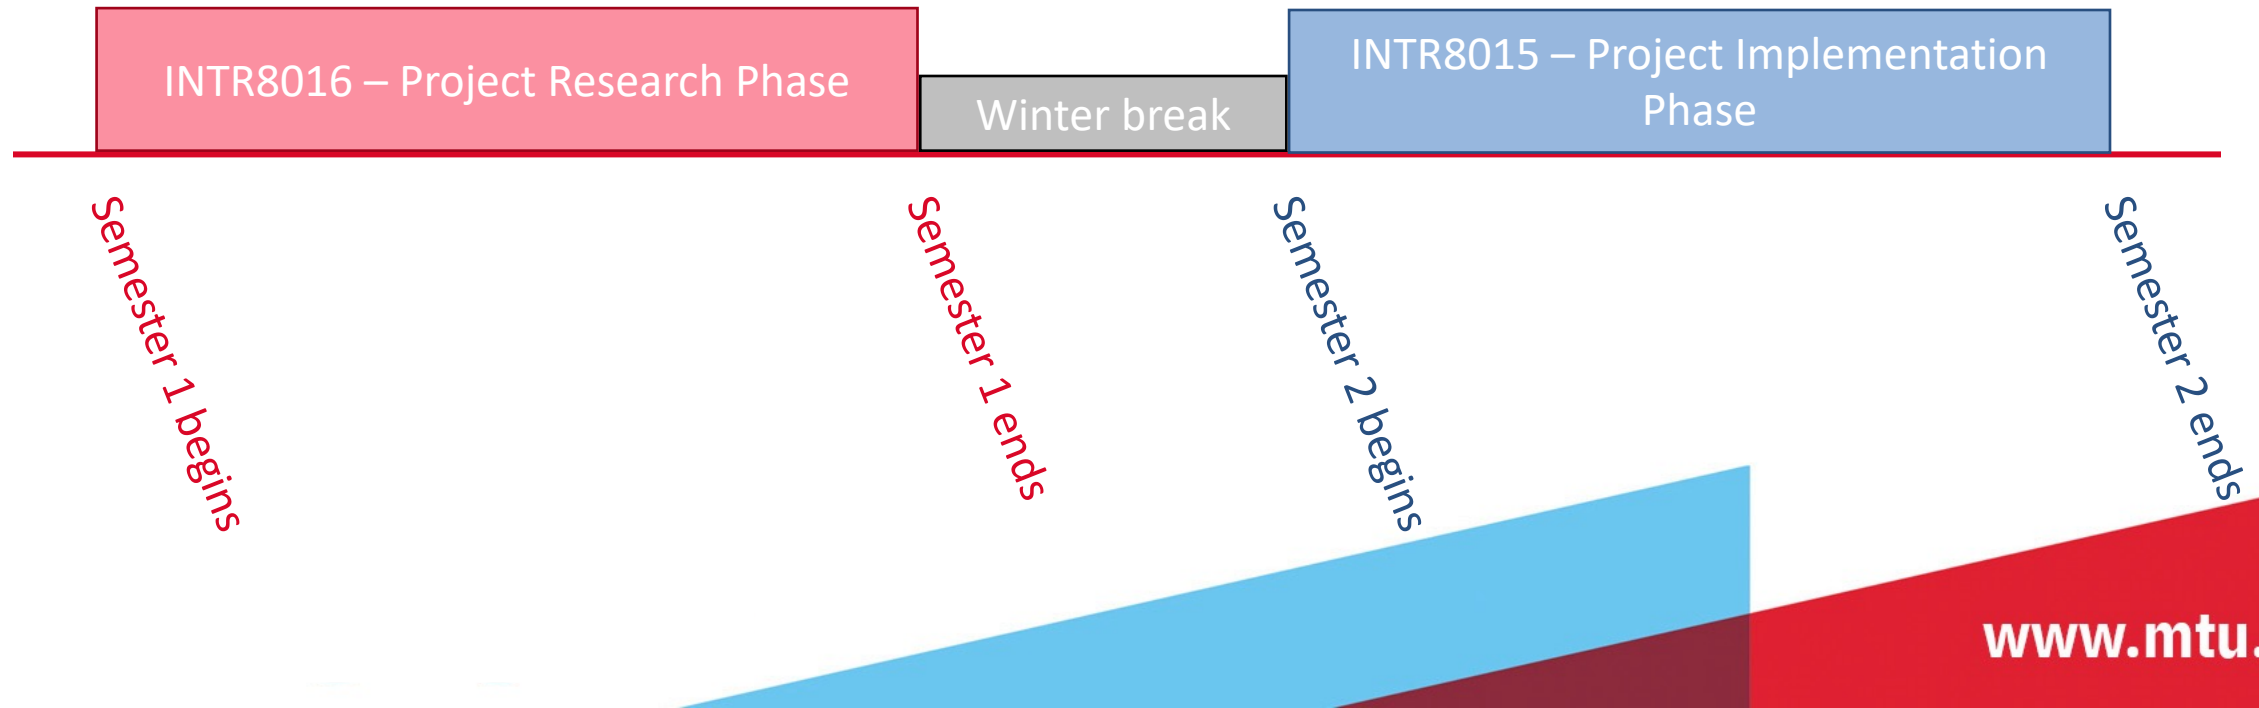 INTR8016 – Project Research Phase
Winter break
INTR8015 – Project Implementation
Phase
Semester 1 begins
Semester 1 ends
Semester 2 begins
Semester 2 ends
www.mtu.